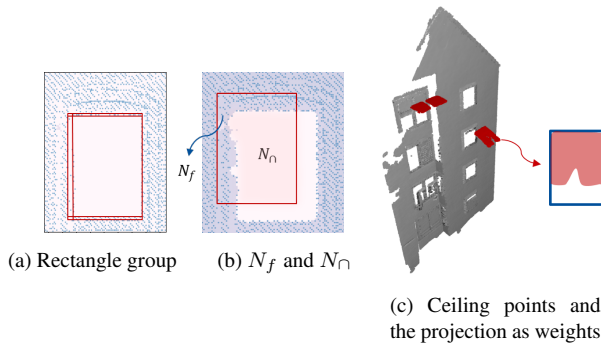 N_f
N_∩
(a) Rectangle group
(b) N_f and N_∩
(c) Ceiling points and
the projection as weights